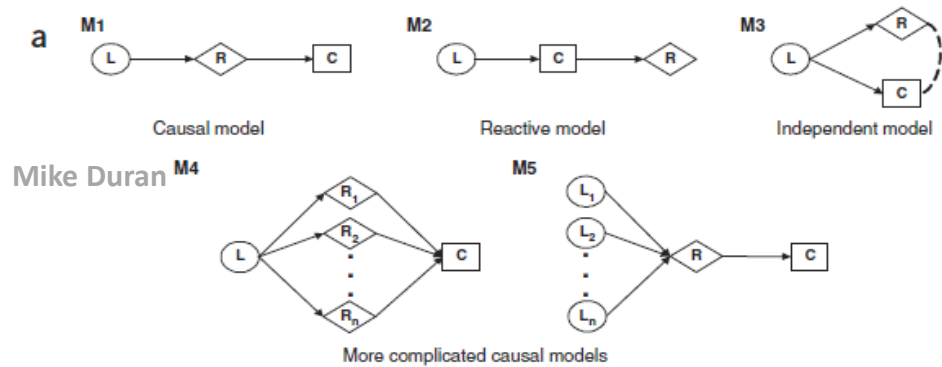 a
M1
L R C
Causal model
M2
L C R
Reactive model
M3
L R C
Independent model
Mike Duran
M4
L R1 R2 Rn C
M5
L1 L2 Ln R C
More complicated causal models